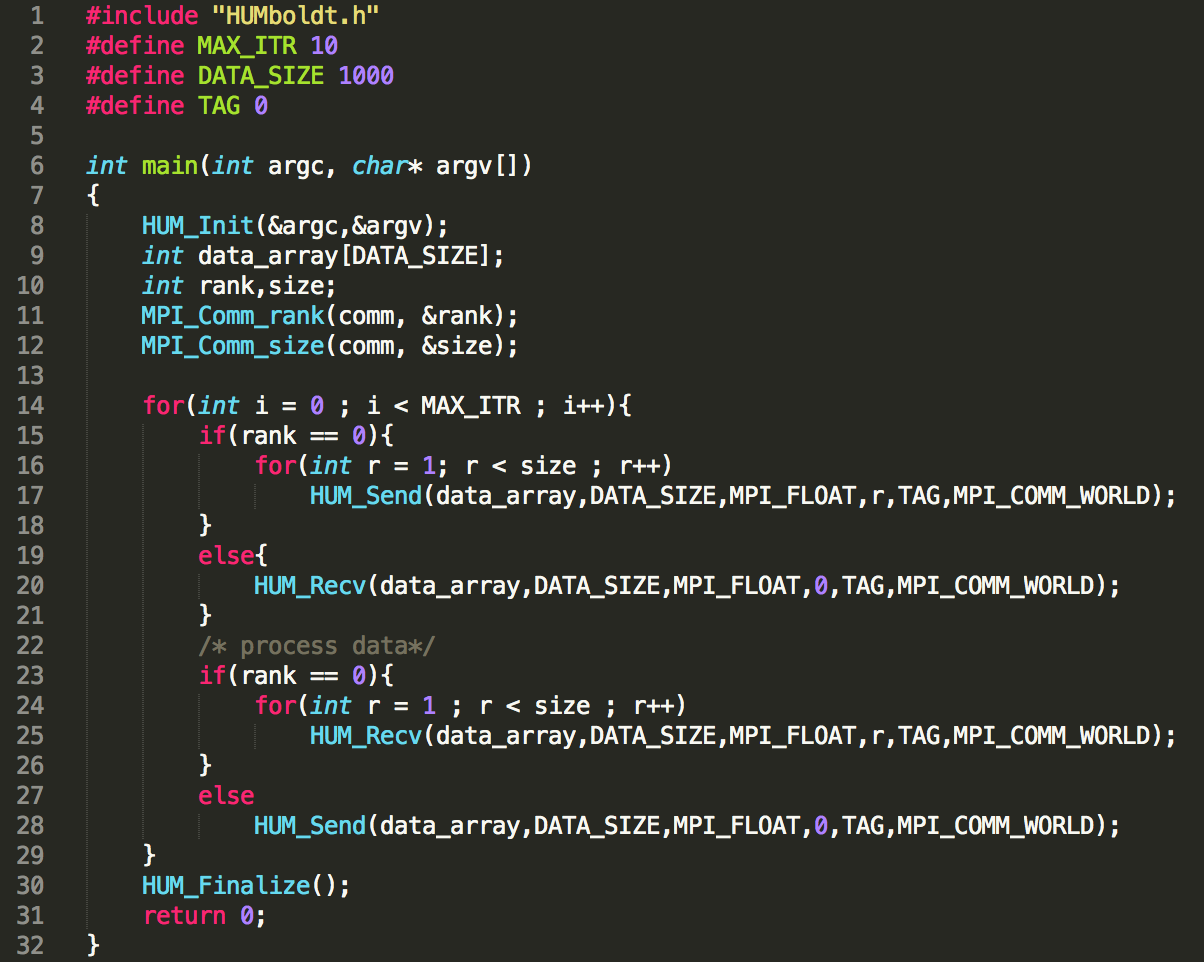 1 #include "HUMboldt.h"
2 #define MAX_ITR 10
3 #define DATA_SIZE 1000
4 #define TAG 0
5
6 int main(int argc, char* argv[])
7 {
8     HUM_Init(&argc,&argv);
9     int data_array[DATA_SIZE];
10     int rank,size;
11     MPI_Comm_rank(comm, &rank);
12     MPI_Comm_size(comm, &size);
13
14     for(int i = 0 ; i < MAX_ITR ; i++){
15         if(rank == 0){
16             for(int r = 1; r < size ; r++)
17                 HUM_Send(data_array,DATA_SIZE,MPI_FLOAT,r,TAG,MPI_COMM_WORLD);
18         }
19         else{
20             HUM_Recv(data_array,DATA_SIZE,MPI_FLOAT,0,TAG,MPI_COMM_WORLD);
21         }
22         /* process data*/
23         if(rank == 0){
24             for(int r = 1 ; r < size ; r++)
25                 HUM_Recv(data_array,DATA_SIZE,MPI_FLOAT,r,TAG,MPI_COMM_WORLD);
26         }
27         else
28             HUM_Send(data_array,DATA_SIZE,MPI_FLOAT,0,TAG,MPI_COMM_WORLD);
29     }
30     HUM_Finalize();
31     return 0;
32 }